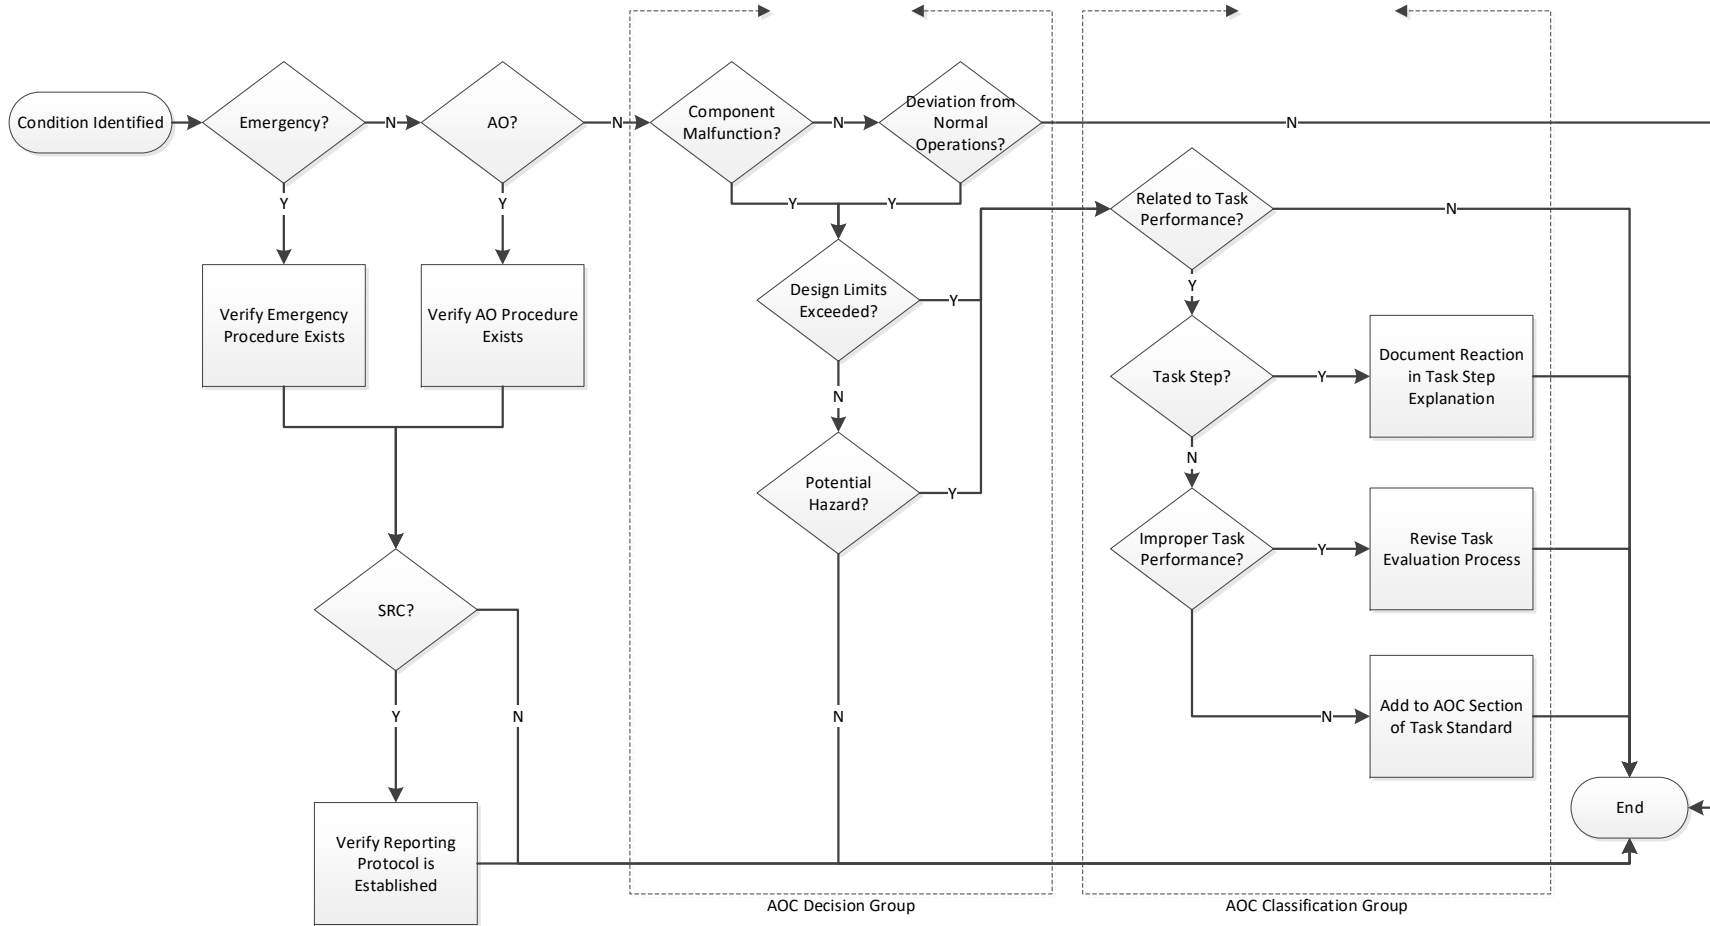 Condition Identified
Emergency?
N
AO?
N
Component
Malfunction?
N
Deviation from
Normal
Operations?
N
Y
Y
Y
Y
Related to Task
Performance?
N
Verify Emergency
Procedure Exists
Verify AO Procedure
Exists
Design Limits
Exceeded?
Y
Y
N
Task Step?
Y
Document Reaction
in Task Step
Explanation
N
Potential
Hazard?
Y
Improper Task
Performance?
Y
Revise Task
Evaluation Process
SRC?
Y
N
N
N
Add to AOC Section
of Task Standard
End
Verify Reporting
Protocol is
Established
AOC Decision Group
AOC Classification Group